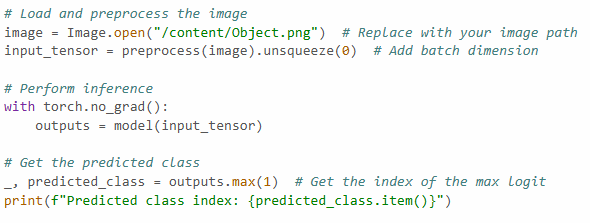 # Load and preprocess the image
image = Image.open("/content/Object.png")  # Replace with your image path
input_tensor = preprocess(image).unsqueeze(0)  # Add batch dimension

# Perform inference
with torch.no_grad():
    outputs = model(input_tensor)

# Get the predicted class
_, predicted_class = outputs.max(1)  # Get the index of the max logit
print(f"Predicted class index: {predicted_class.item()}")